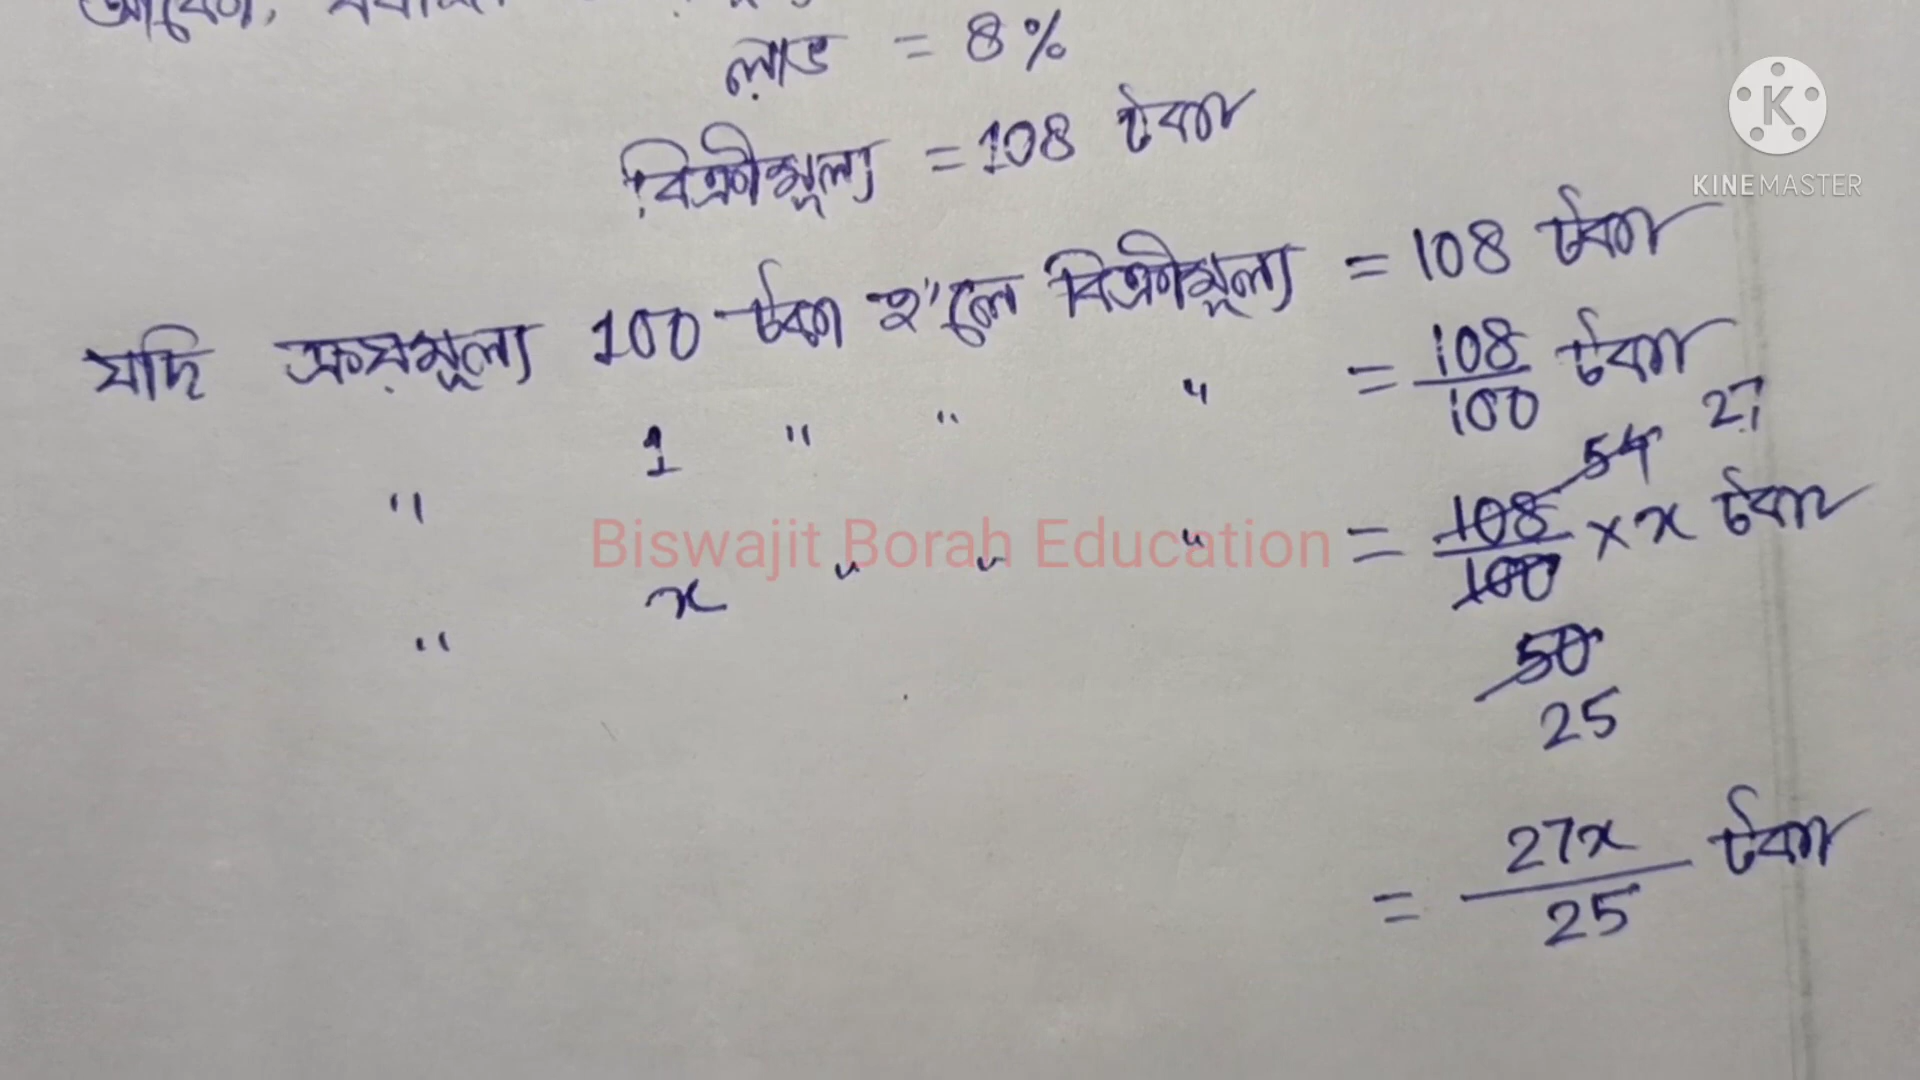 লাভ = 8%
বিক্ৰীমূল্য = 108 টকা
যদি ক্ৰয়মূল্য 100 টকা হ'লে বিক্ৰীমূল্য = 108 টকা
" 1 " " " = 108/100 টকা
" x " " " = 108/100 × x টকা
54 27
50
25
= 27x/25 টকা
Biswajit Borah Education
K
KINEMASTER